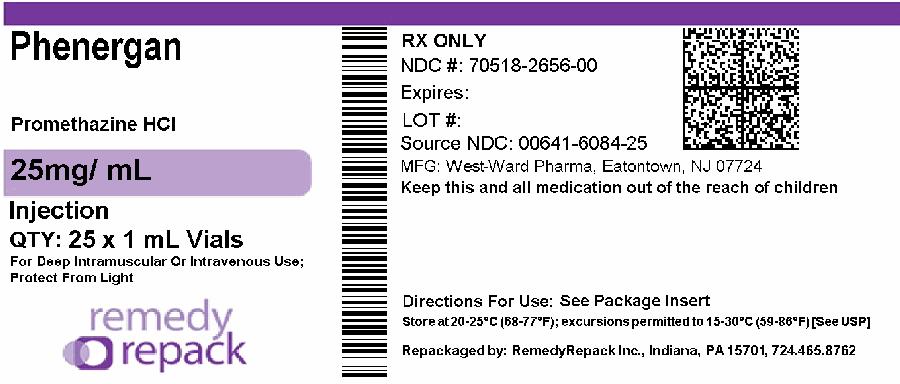 Phenergan
Promethazine HCl
25mg/ mL
Injection
QTY: 25 x 1 mL Vials
For Deep Intramuscular Or Intravenous Use;
Protect From Light
remedy
repack
RX ONLY
NDC #: 70518-2656-00
Expires:
LOT #:
Source NDC: 00641-6084-25
MFG: West-Ward Pharma, Eatontown, NJ 07724
Keep this and all medication out of the reach of children
Directions For Use: See Package Insert
Store at 20-25°C (68-77°F); excursions permitted to 15-30°C (59-86°F) [See USP]
Repackaged by: RemedyRepack Inc., Indiana, PA 15701, 724.465.8762